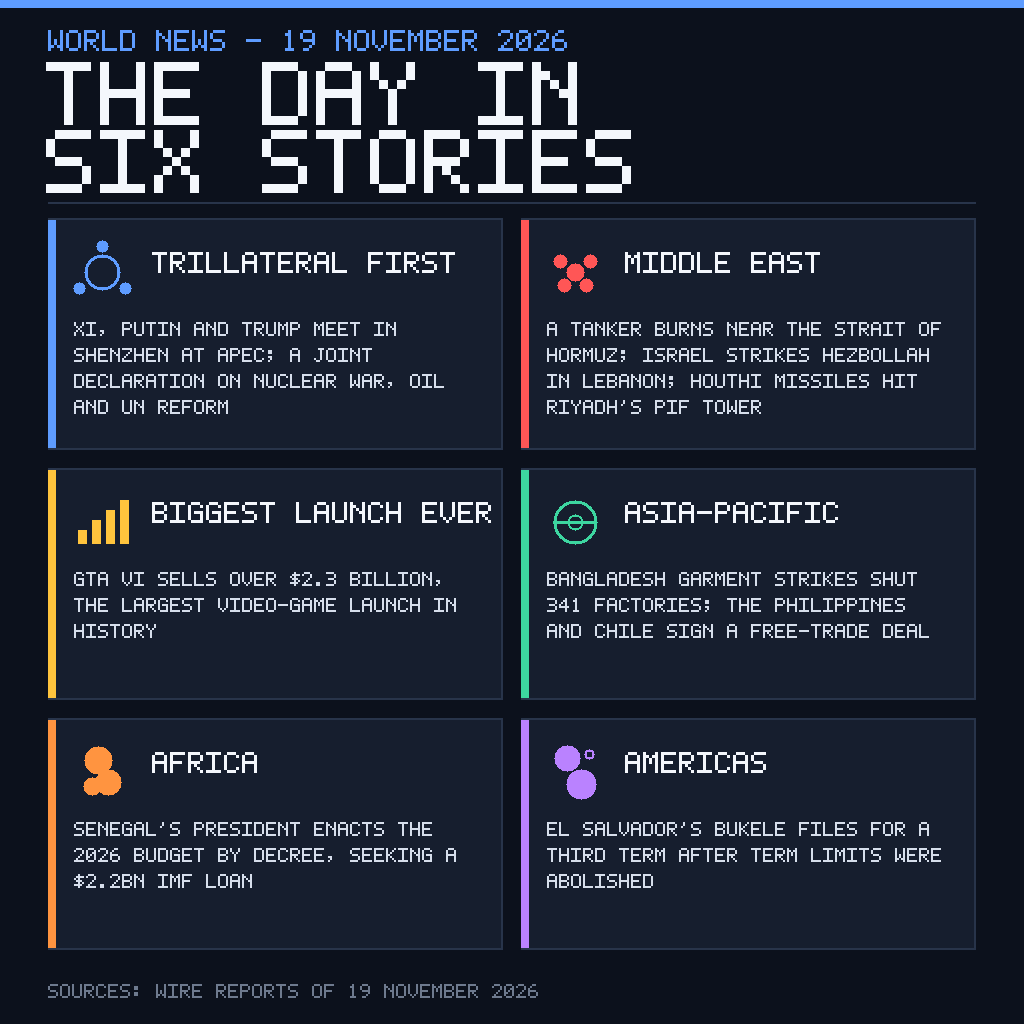 WORLD NEWS — 19 NOVEMBER 2026
THE DAY IN
SIX STORIES
TRILLATERAL FIRST
XI, PUTIN AND TRUMP MEET IN
SHENZHEN AT APEC; A JOINT
DECLARATION ON NUCLEAR WAR, OIL
AND UN REFORM
MIDDLE EAST
A TANKER BURNS NEAR THE STRAIT OF
HORMUZ; ISRAEL STRIKES HEZBOLLAH
IN LEBANON; HOUTHI MISSILES HIT
RIYADH'S PIF TOWER
BIGGEST LAUNCH EVER
GTA VI SELLS OVER $2.3 BILLION,
THE LARGEST VIDEO-GAME LAUNCH IN
HISTORY
ASIA-PACIFIC
BANGLADESH GARMENT STRIKES SHUT
341 FACTORIES; THE PHILIPPINES
AND CHILE SIGN A FREE-TRADE DEAL
AFRICA
SENEGAL'S PRESIDENT ENACTS THE
2026 BUDGET BY DECREE, SEEKING A
$2.2BN IMF LOAN
AMERICAS
EL SALVADOR'S BUKELE FILES FOR A
THIRD TERM AFTER TERM LIMITS WERE
ABOLISHED
SOURCES: WIRE REPORTS OF 19 NOVEMBER 2026